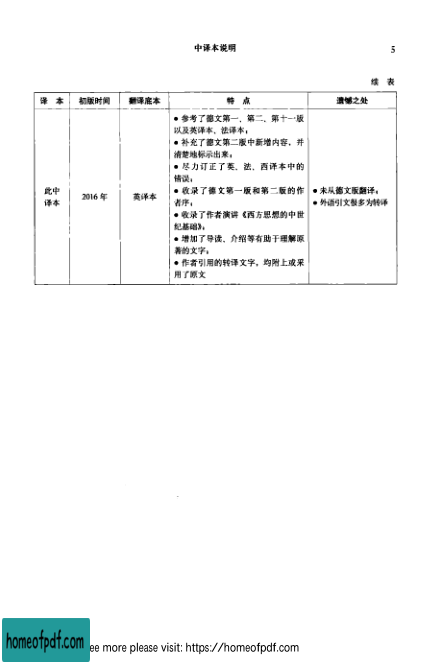 中译本说明
5
续 表
译 本 初版时间 翻译底本 特 点 遗憾之处
此中
译本
2016 年
英译本
● 参考了德文第一、第二、第十一版
以及英译本、法译本；
● 补充了德文第二版中新增内容，并
清楚地标示出来；
● 尽力订正了英、法、西译本中的
错误；
● 收录了德文第一版和第二版的作
者序；
● 收录了作者演讲《西方思想的中世
纪基础》；
● 增加了导读、介绍等有助于理解原
著的文字；
● 作者引用的转译文字，均附上或采
用了原文
● 未从德文版翻译；
● 外语引文很多为转译
homeofpdf.com
ee more please visit: https://homeofpdf.com